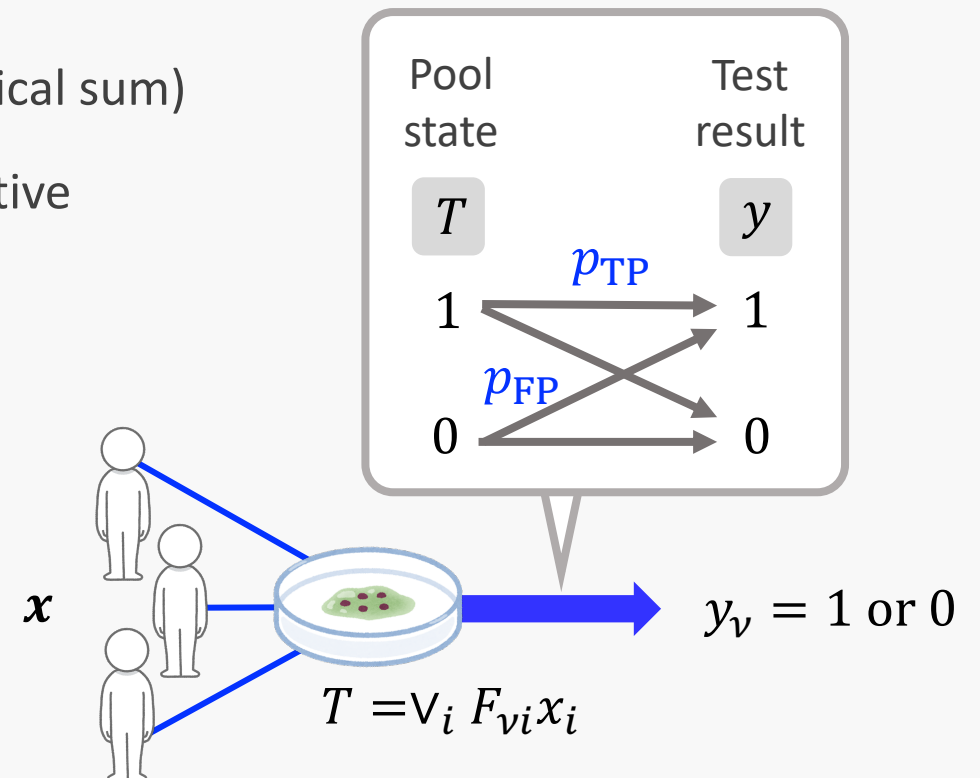 ical sum)
tive
Pool state
Test result
T
y
p_TP
1
1
p_FP
0
0
x
T =∨_i F_νi x_i
y_ν = 1 or 0